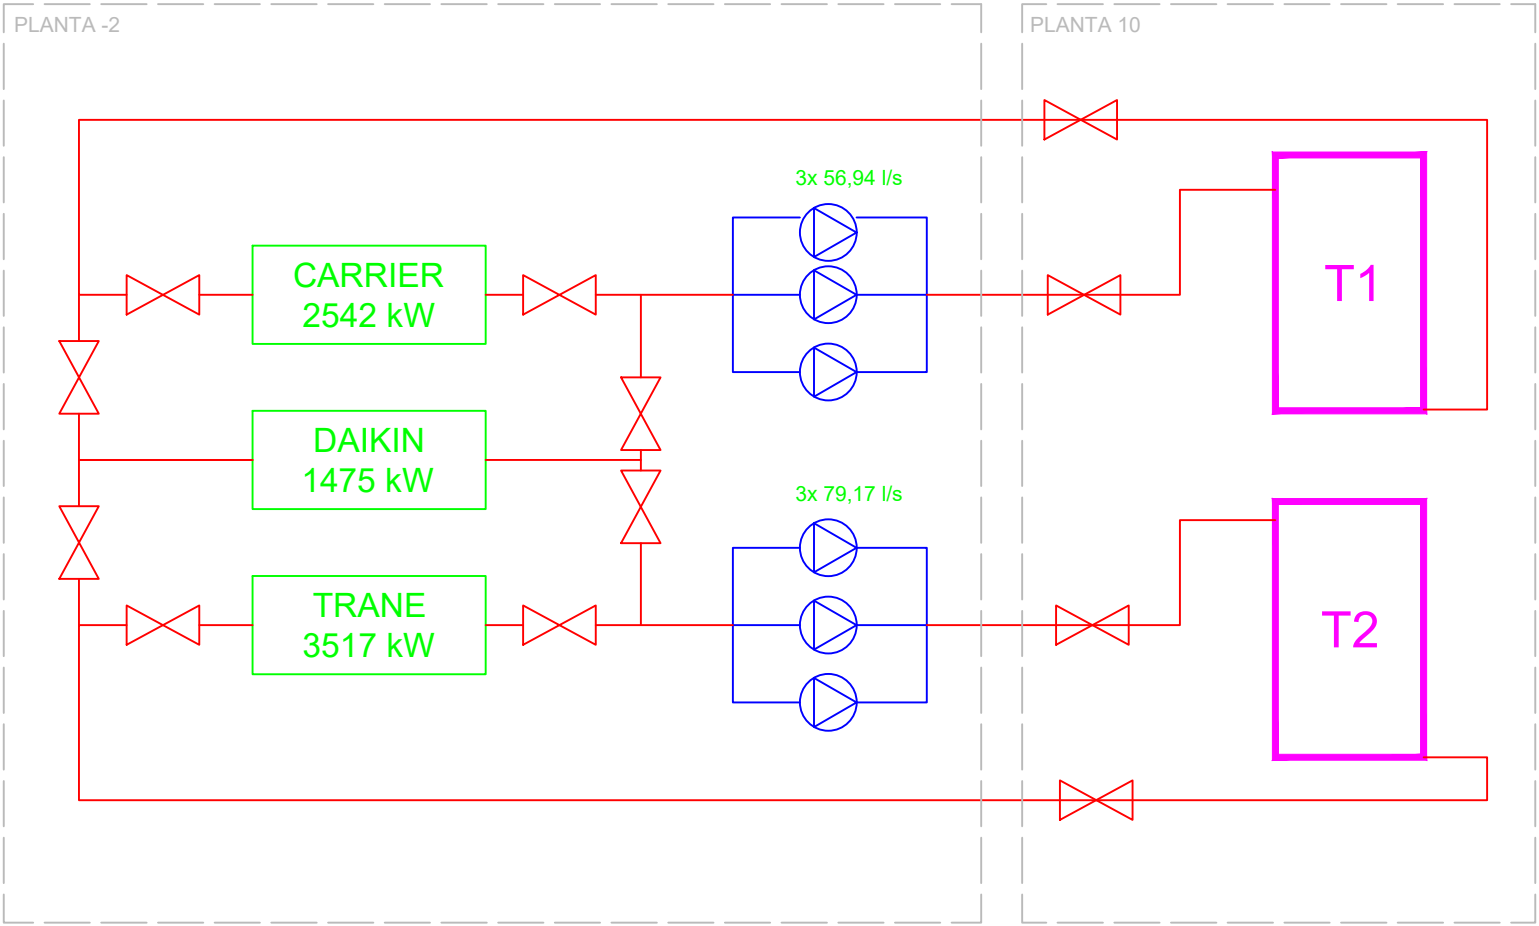 PLANTA -2
PLANTA 10
3x 56,94 l/s
CARRIER
2542 kW
T1
DAIKIN
1475 kW
3x 79,17 l/s
TRANE
3517 kW
T2